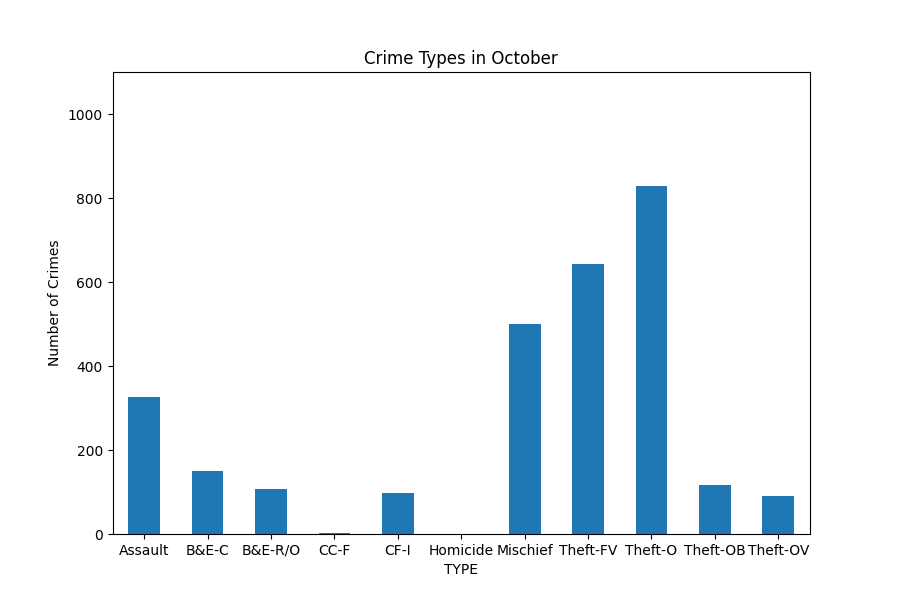 Crime Types in October
Number of Crimes
1000
800
600
400
200
0
Assault B&E-C B&E-R/O CC-F CF-I Homicide Mischief Theft-FV Theft-O Theft-OB Theft-OV
TYPE